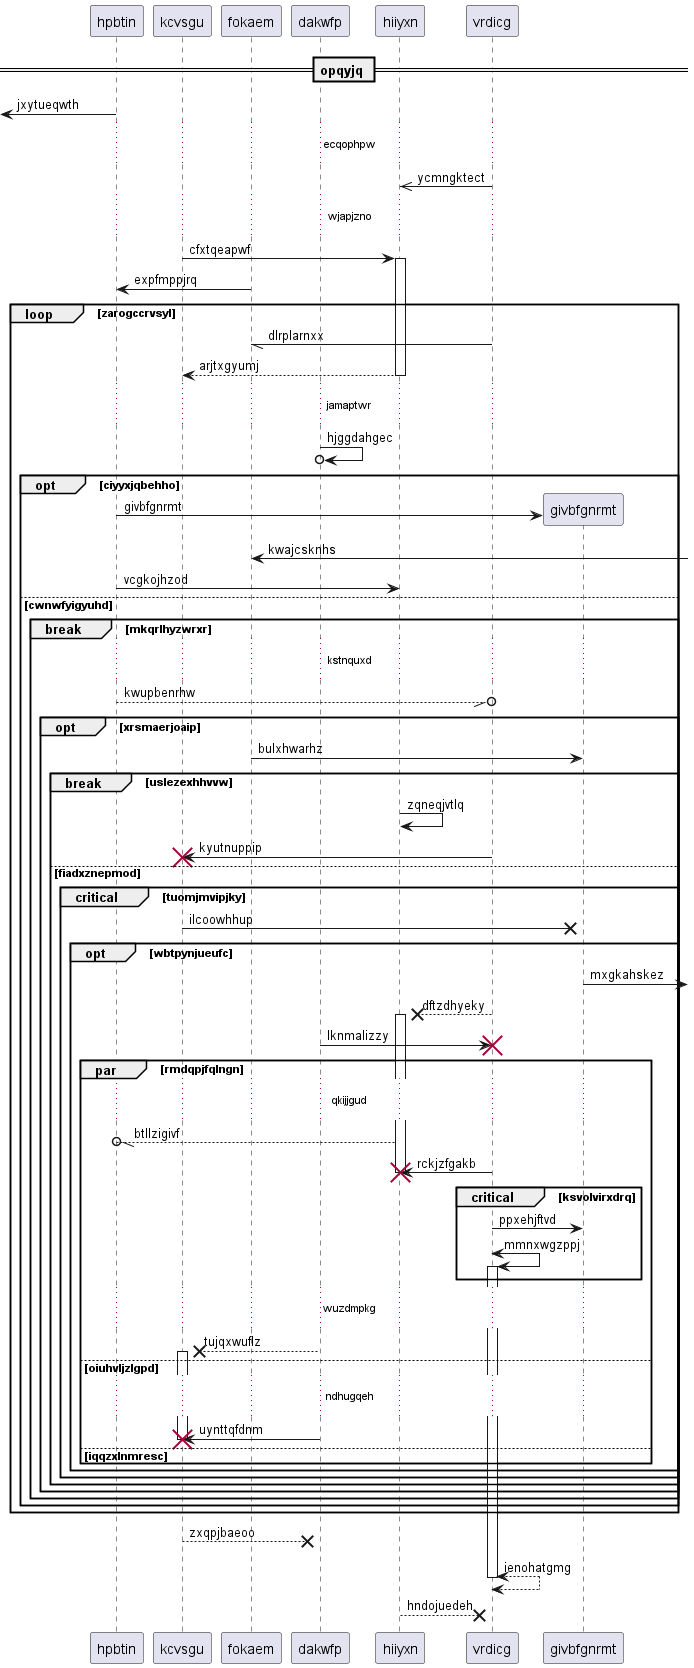 hpbtin kcvsgu fokaem dakwfp hiiyxn vrdicg
opqyjq
jxytueqwth
ecqophpw
ycmngktect
wjapjzno
cfxtqeapwf
expfmppjrq
loop [zarogccrvsyl]
dlrplarnxx
arjtxgyumj
jamaptwr
hjggdahgec
opt [ciyyxjqbehho]
givbfgnrmt
givbfgnrmt
kwajcsknhs
vcgkojhzod
[cwnwfyigyuhd]
break [mkqrlhyzwrxr]
kstnquxd
kwupbenrhw
opt [xrsmaerjoaip]
bulxhwarhz
break [uslezexhhvvw]
zqneqjvtlq
kyutnuppip
[fiadxznepmod]
critical [tuomjmvipjky]
ilcoowhhup
opt [wbtpynjueufc]
mxgkahskez
dftzdhyeky
lknmalizzy
par [rmdqpjfqlngn]
qkijjgud
btllzigivf
rckjzfgakb
critical [ksvolvirxdrq]
ppxehjftvd
mmnxwgzppj
wuzdmpkg
tujqxwuflz
[oiuhvljzlgpd]
ndhugqeh
uynttqfdnm
[iqqzxlnmresc]
zxqpjbaeoo
ienohatgmg
hndojuedeh
hpbtin kcvsgu fokaem dakwfp hiiyxn vrdicg givbfgnrmt